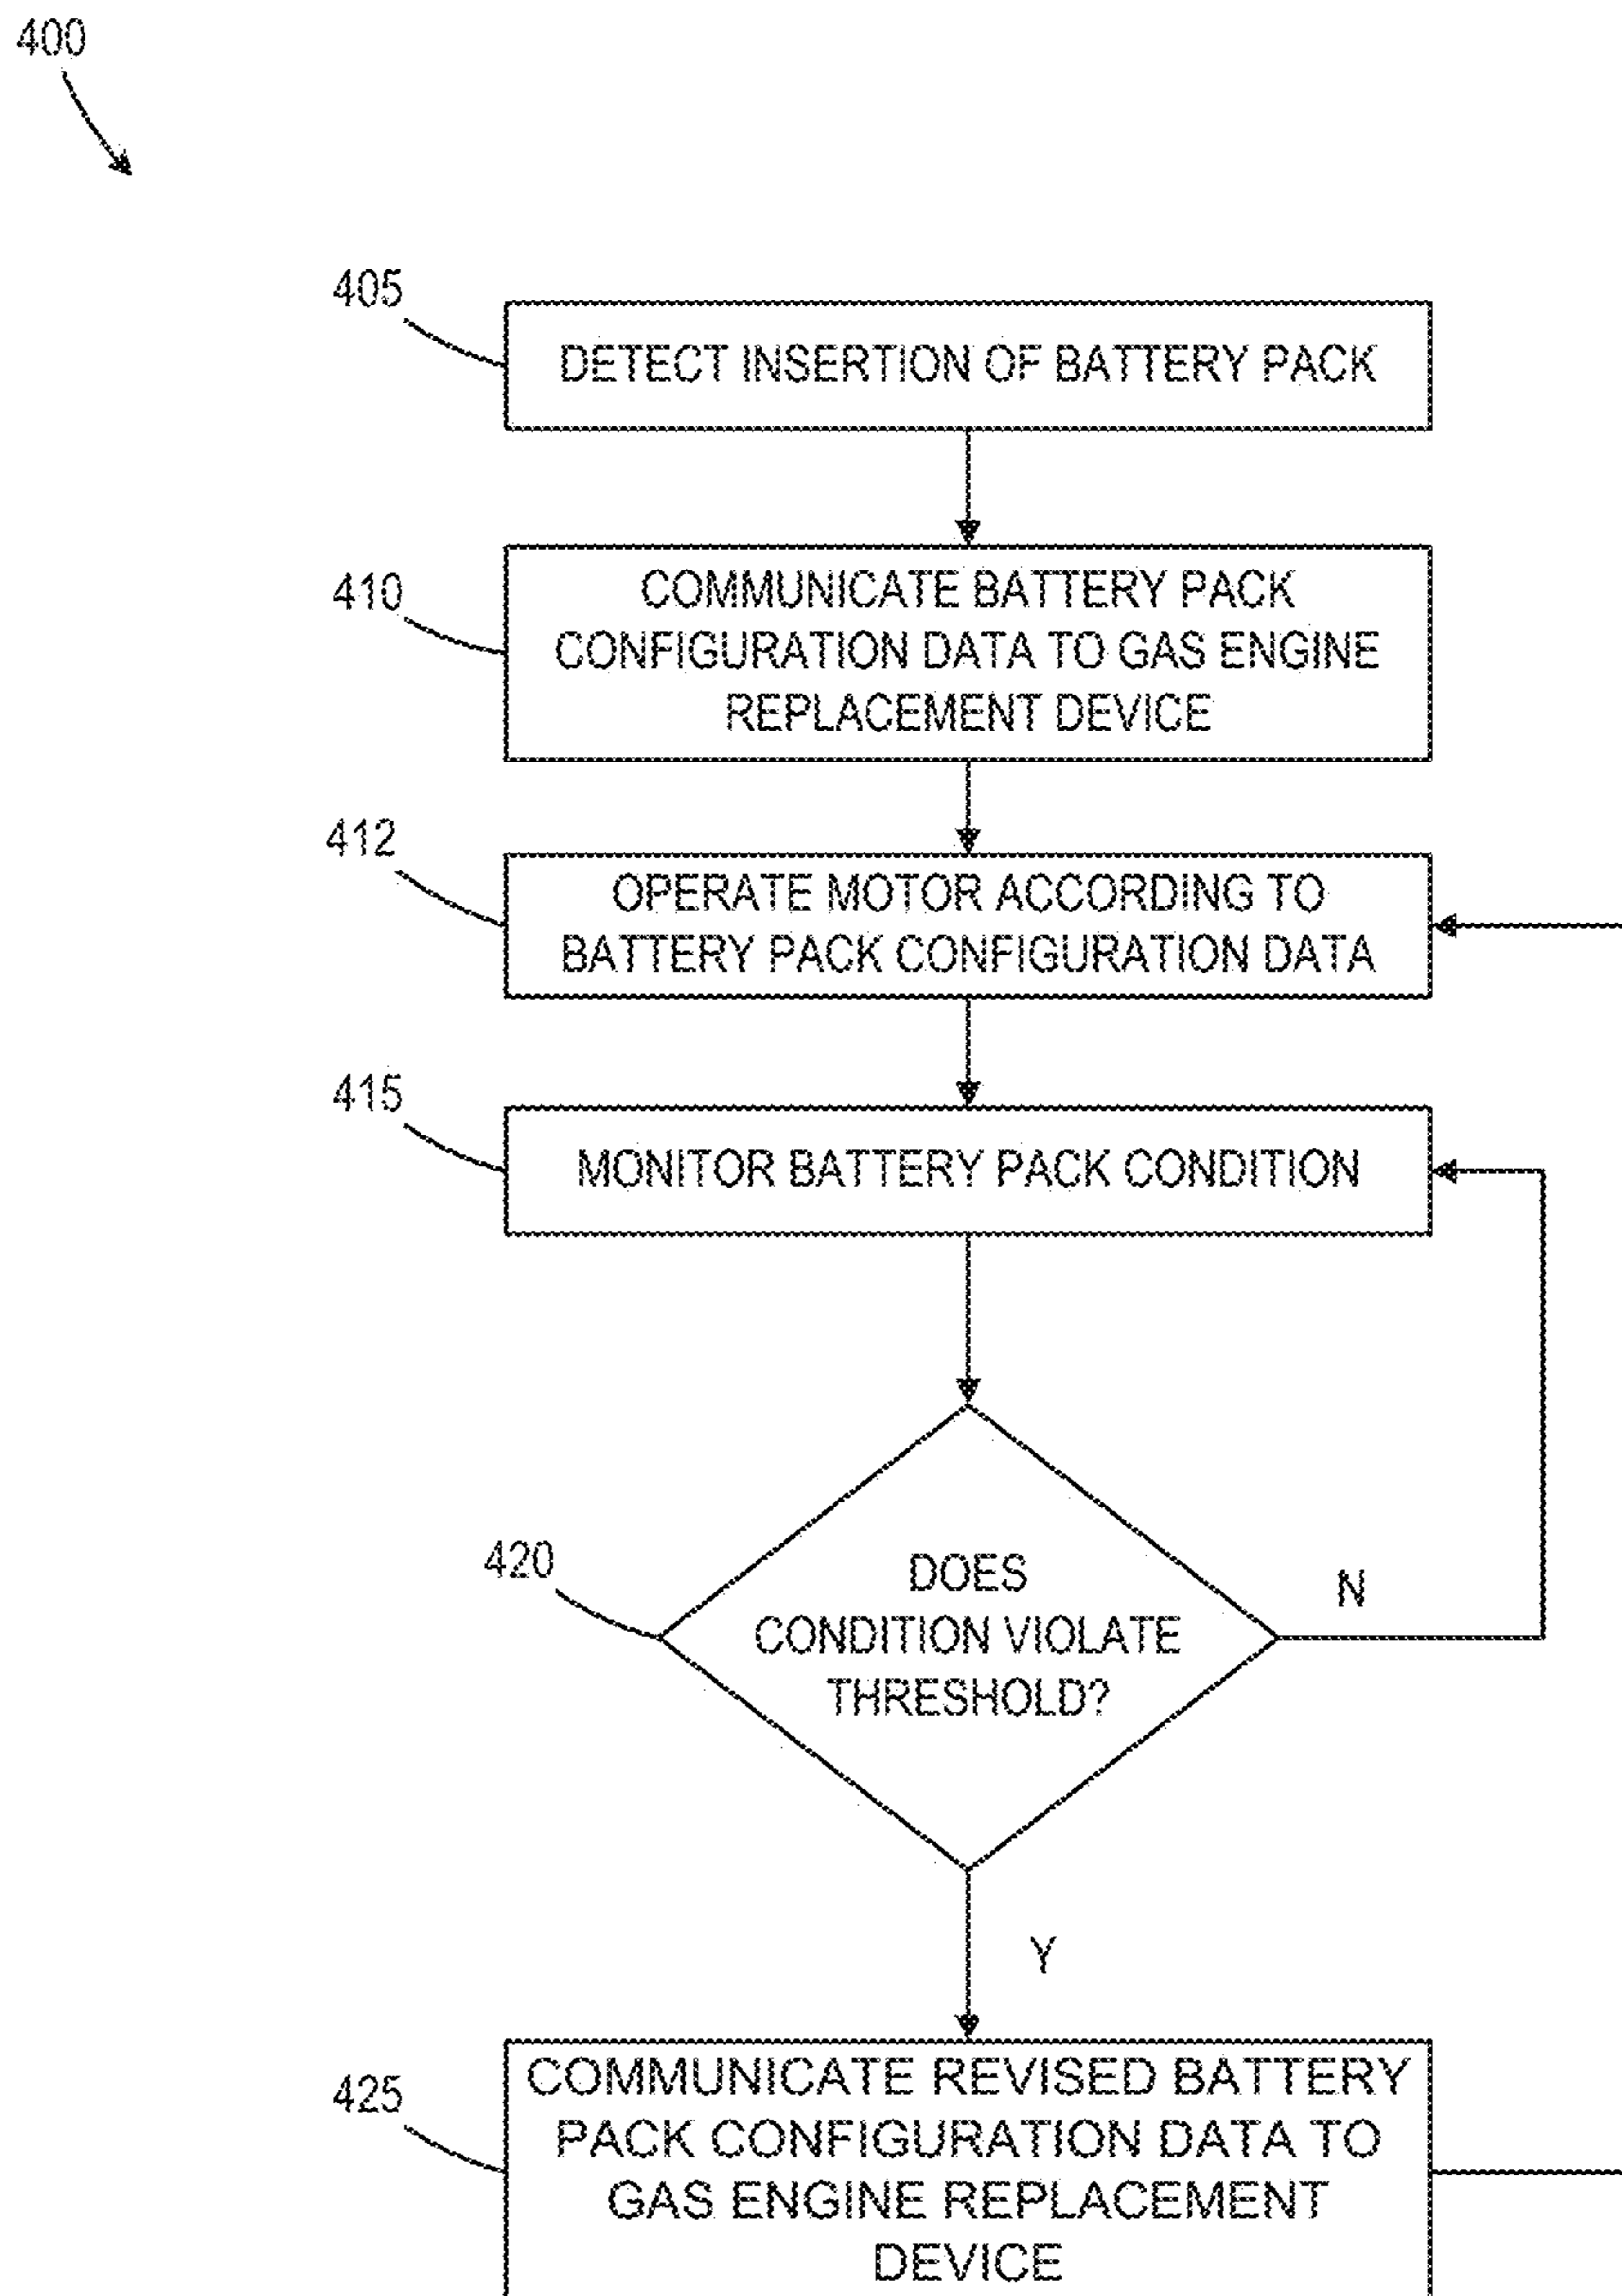 400
405
DETECT INSERTION OF BATTERY PACK
410
COMMUNICATE BATTERY PACK
CONFIGURATION DATA TO GAS ENGINE
REPLACEMENT DEVICE
412
OPERATE MOTOR ACCORDING TO
BATTERY PACK CONFIGURATION DATA
415
MONITOR BATTERY PACK CONDITION
420
DOES
CONDITION VIOLATE
THRESHOLD?
N
Y
425
COMMUNICATE REVISED BATTERY
PACK CONFIGURATION DATA TO
GAS ENGINE REPLACEMENT
DEVICE